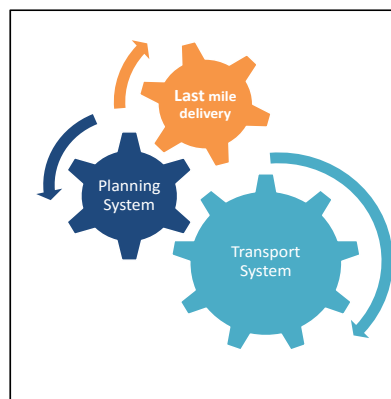 Last mile
delivery
Planning
System
Transport
System